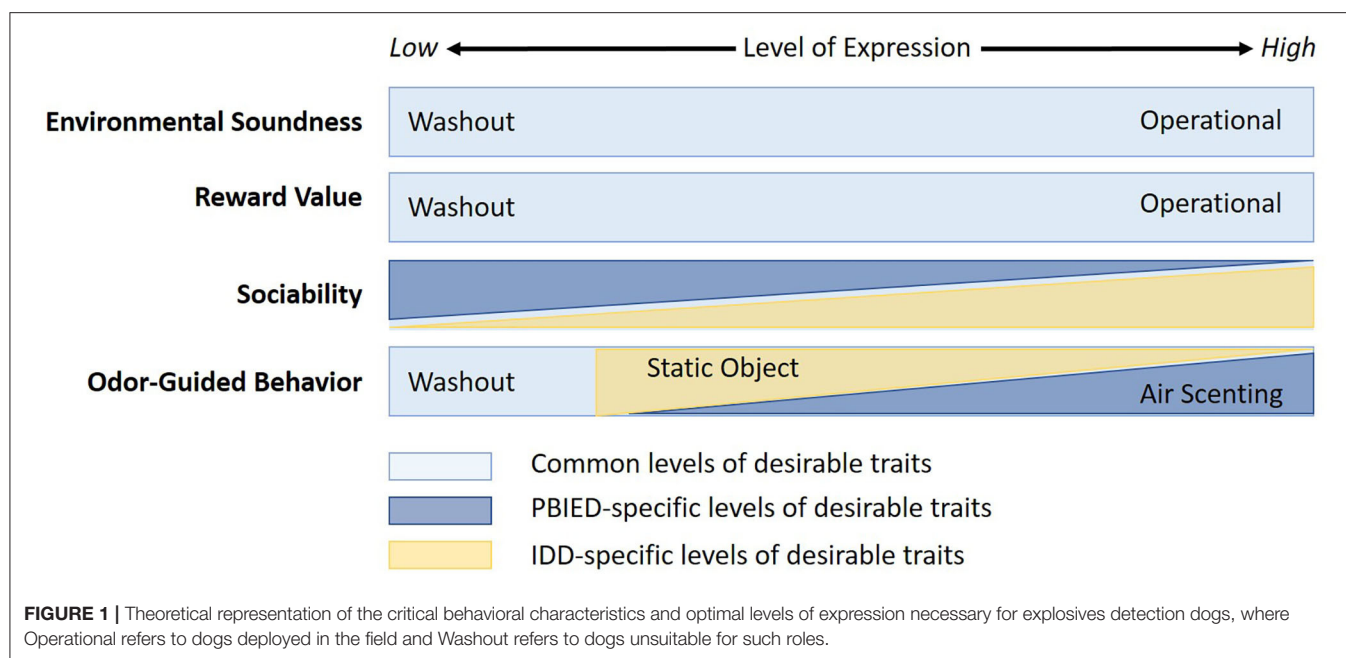 Low Level of Expression High
Environmental Soundness Washout Operational
Reward Value Washout Operational
Sociability
Odor-Guided Behavior Washout Static Object Air Scenting
Common levels of desirable traits
PBIED-specific levels of desirable traits
IDD-specific levels of desirable traits
FIGURE 1 | Theoretical representation of the critical behavioral characteristics and optimal levels of expression necessary for explosives detection dogs, where
Operational refers to dogs deployed in the field and Washout refers to dogs unsuitable for such roles.